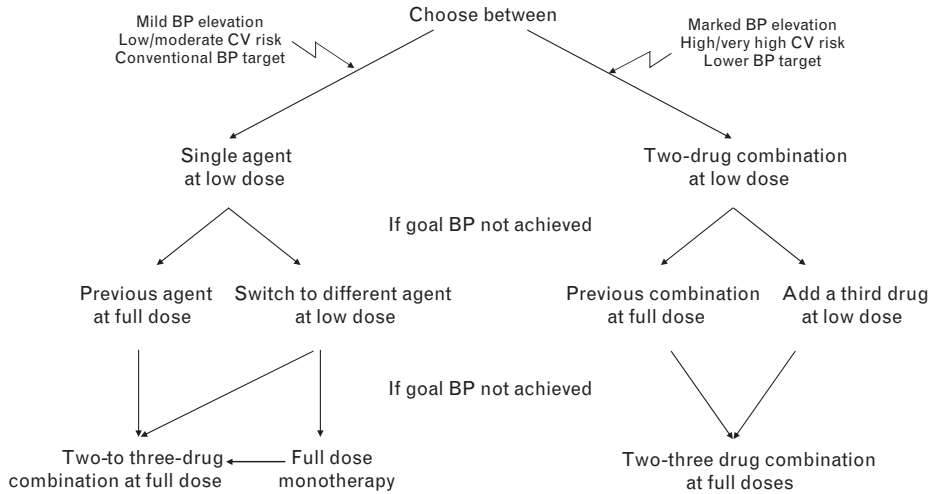 Choose between
Mild BP elevation
Low/moderate CV risk
Conventional BP target
Marked BP elevation
High/very high CV risk
Lower BP target
Single agent
at low dose
Two-drug combination
at low dose
If goal BP not achieved
Previous agent
at full dose
Switch to different agent
at low dose
Previous combination
at full dose
Add a third drug
at low dose
If goal BP not achieved
Two-to three-drug
combination at full dose
Full dose
monotherapy
Two-three drug combination
at full doses